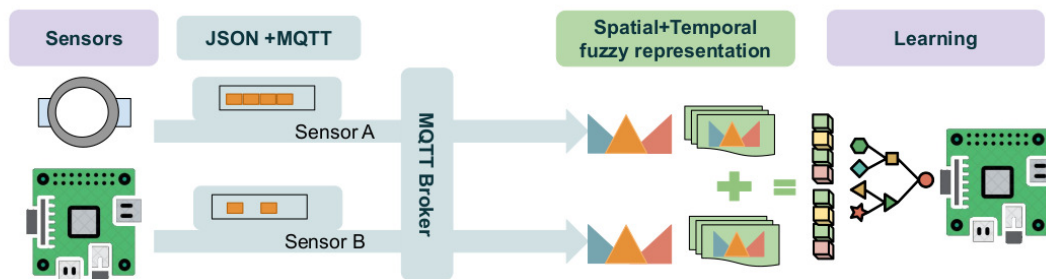 Sensors
JSON +MQTT
Spatial+Temporal
fuzzy representation
Learning
Sensor A
MQTT Broker
Sensor B